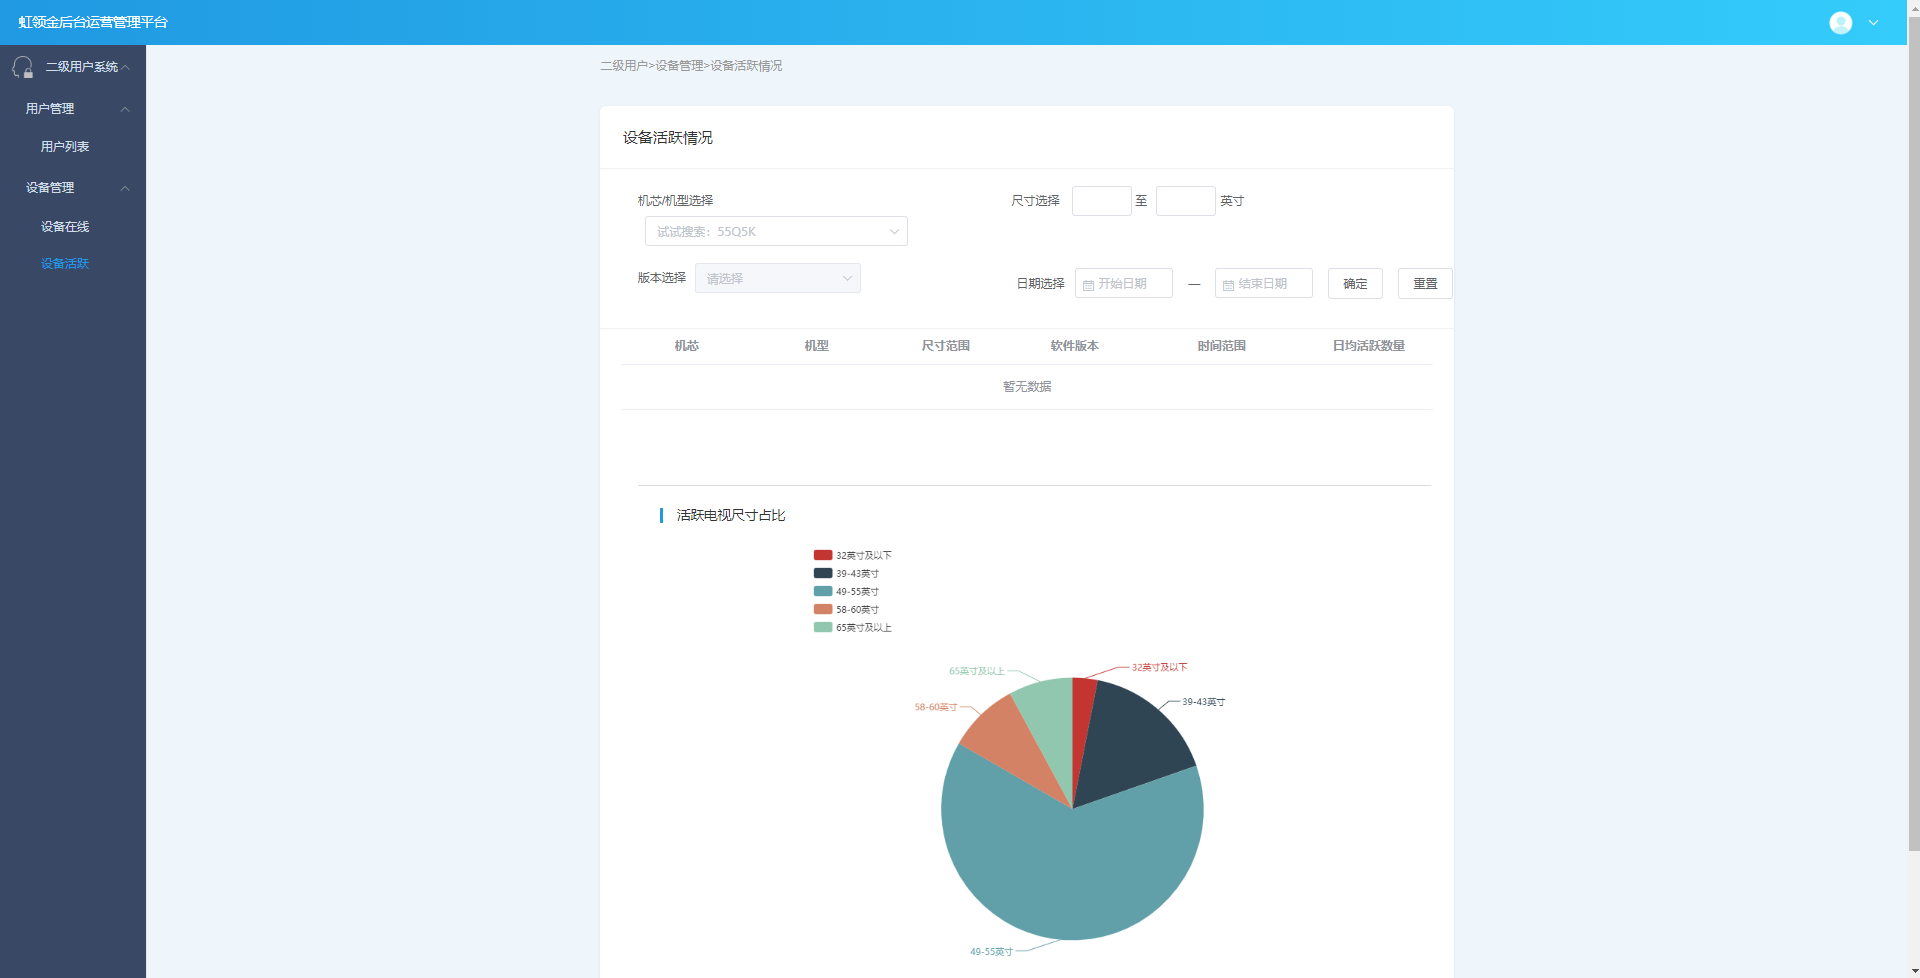 虹领金后台运营管理平台
二级用户系统
用户管理
用户列表
设备管理
设备在线
设备活跃
二级用户>设备管理>设备活跃情况
设备活跃情况
机芯/机型选择
试试搜索：55Q5K
尺寸选择 至 英寸
版本选择 请选择
日期选择 开始日期 — 结束日期 确定 重置
机芯 机型 尺寸范围 软件版本 时间范围 日均活跃数量
暂无数据
活跃电视尺寸占比
32英寸及以下
39-43英寸
49-55英寸
58-60英寸
65英寸及以上
65英寸及以上
32英寸及以下
58-60英寸
39-43英寸
49-55英寸